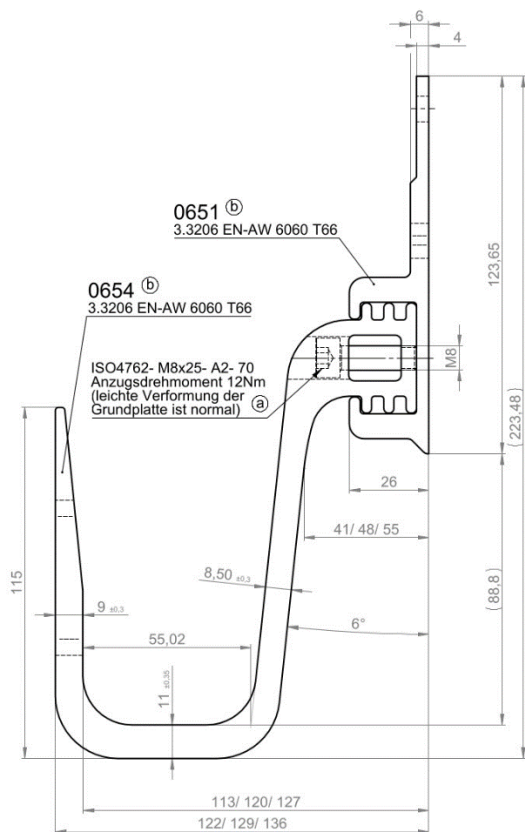 6
4
0651 ⓑ
3.3206 EN-AW 6060 T66
123,65
0654 ⓑ
3.3206 EN-AW 6060 T66
M8
(223,48)
ISO4762- M8x25- A2- 70
Anzugsdrehmoment 12Nm
(leichte Verformung der
Grundplatte ist normal) ⓐ
26
41/ 48/ 55
115
8,50 ±0,3
(88,8)
9 ±0,3
6°
55,02
11 ±0,35
113/ 120/ 127
122/ 129/ 136